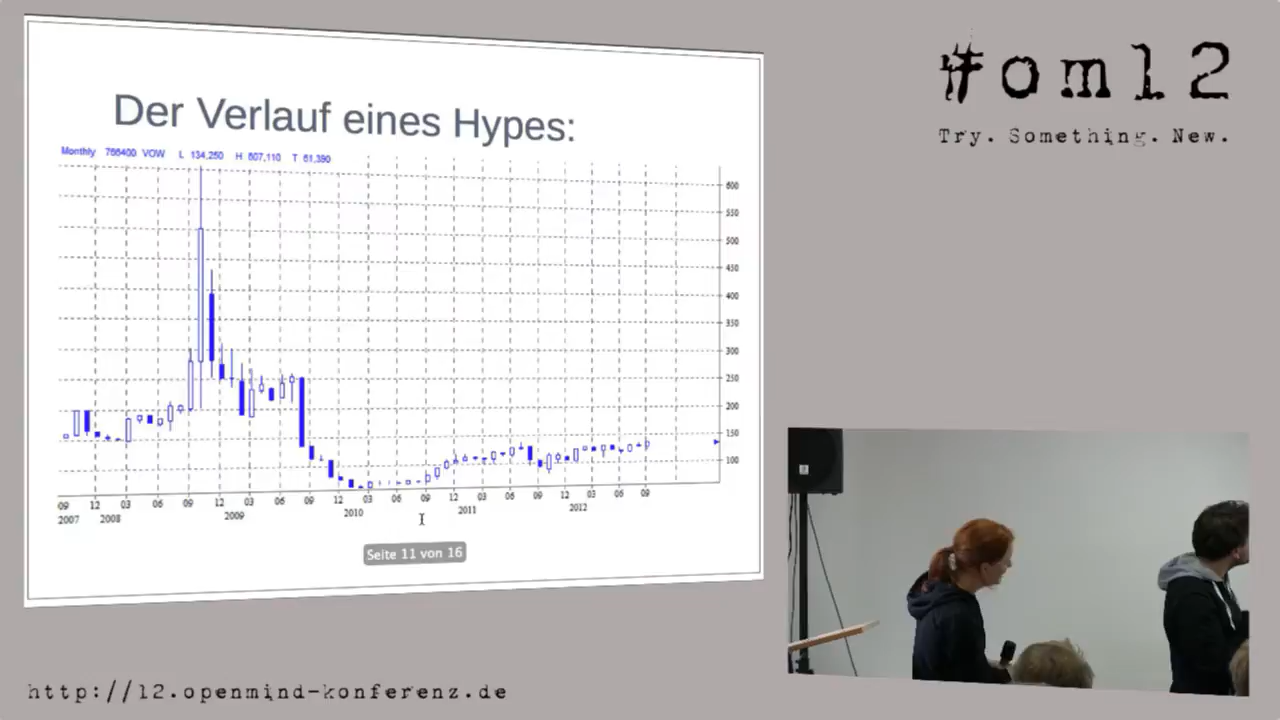 #om12
Try. Something. New.
Der Verlauf eines Hypes:
Monthly 766400 VOW L 134,250 H 807,110 T 61,390
600
550
500
450
400
350
300
250
200
150
100
09 12 03 06 09 12 03 06 09 12 03 06 09 12 03 06 09 12 03 06 09
2007 2008 2009 2010 2011 2012
Seite 11 von 16
http://12.openmind-konferenz.de